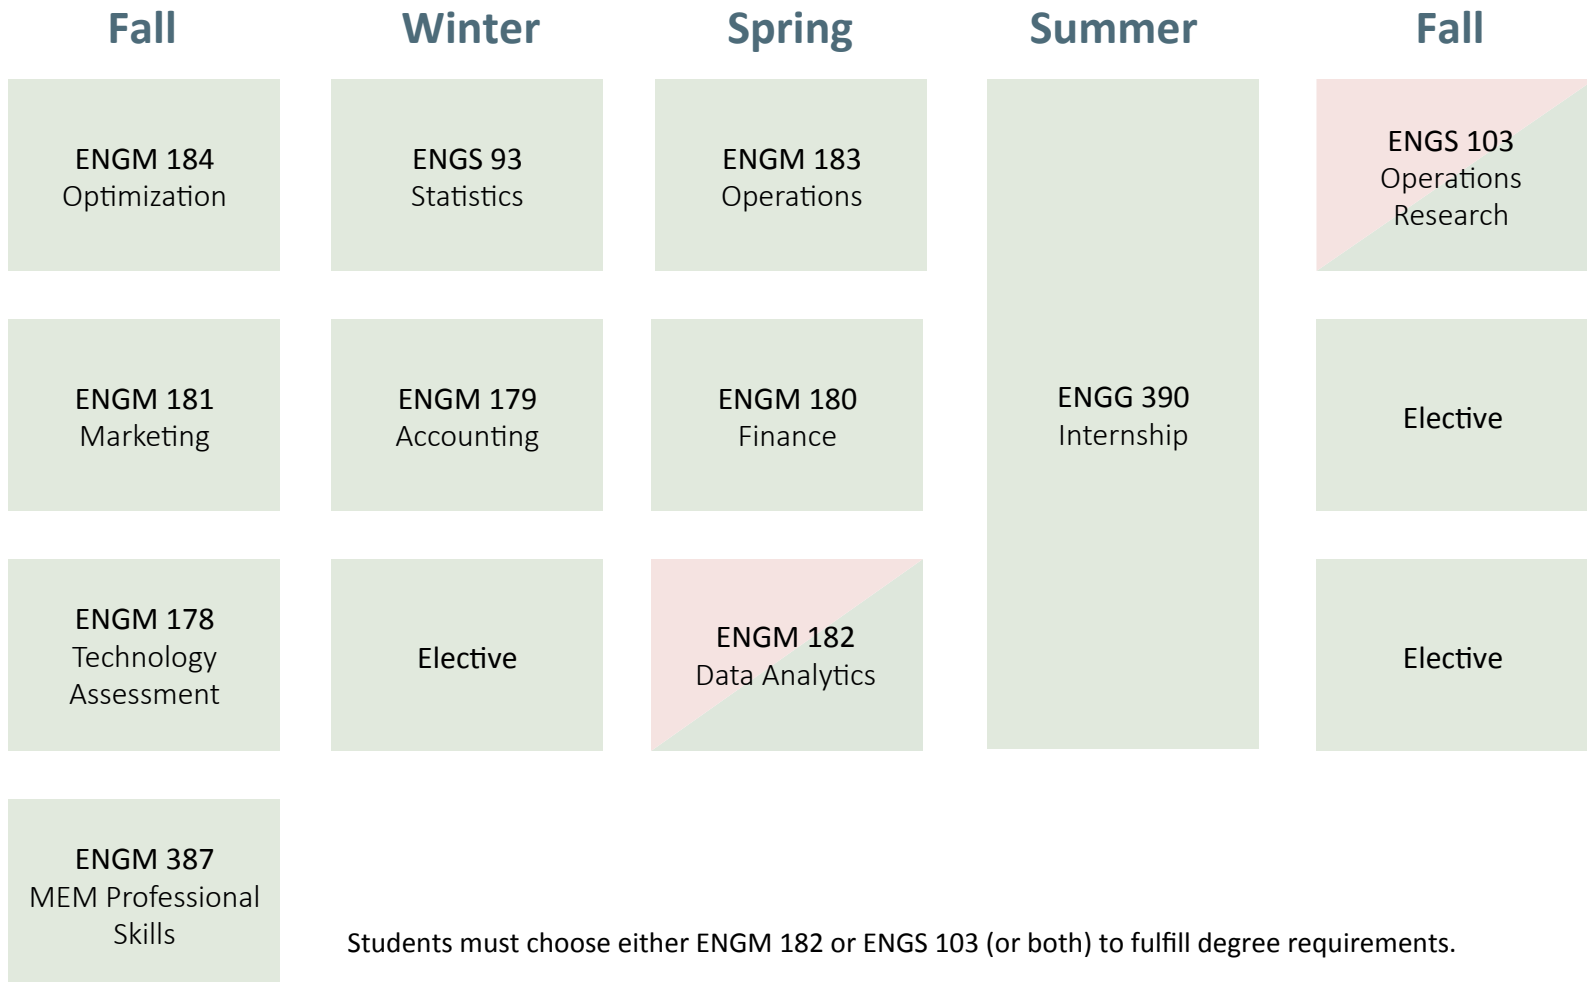 Fall
Winter
Spring
Summer
Fall
ENGM 184
Optimization
ENGS 93
Statistics
ENGM 183
Operations
ENGS 103
Operations
Research
ENGM 181
Marketing
ENGM 179
Accounting
ENGM 180
Finance
ENGG 390
Internship
Elective
ENGM 178
Technology
Assessment
Elective
ENGM 182
Data Analytics
Elective
ENGM 387
MEM Professional
Skills
Students must choose either ENGM 182 or ENGS 103 (or both) to fulfill degree requirements.